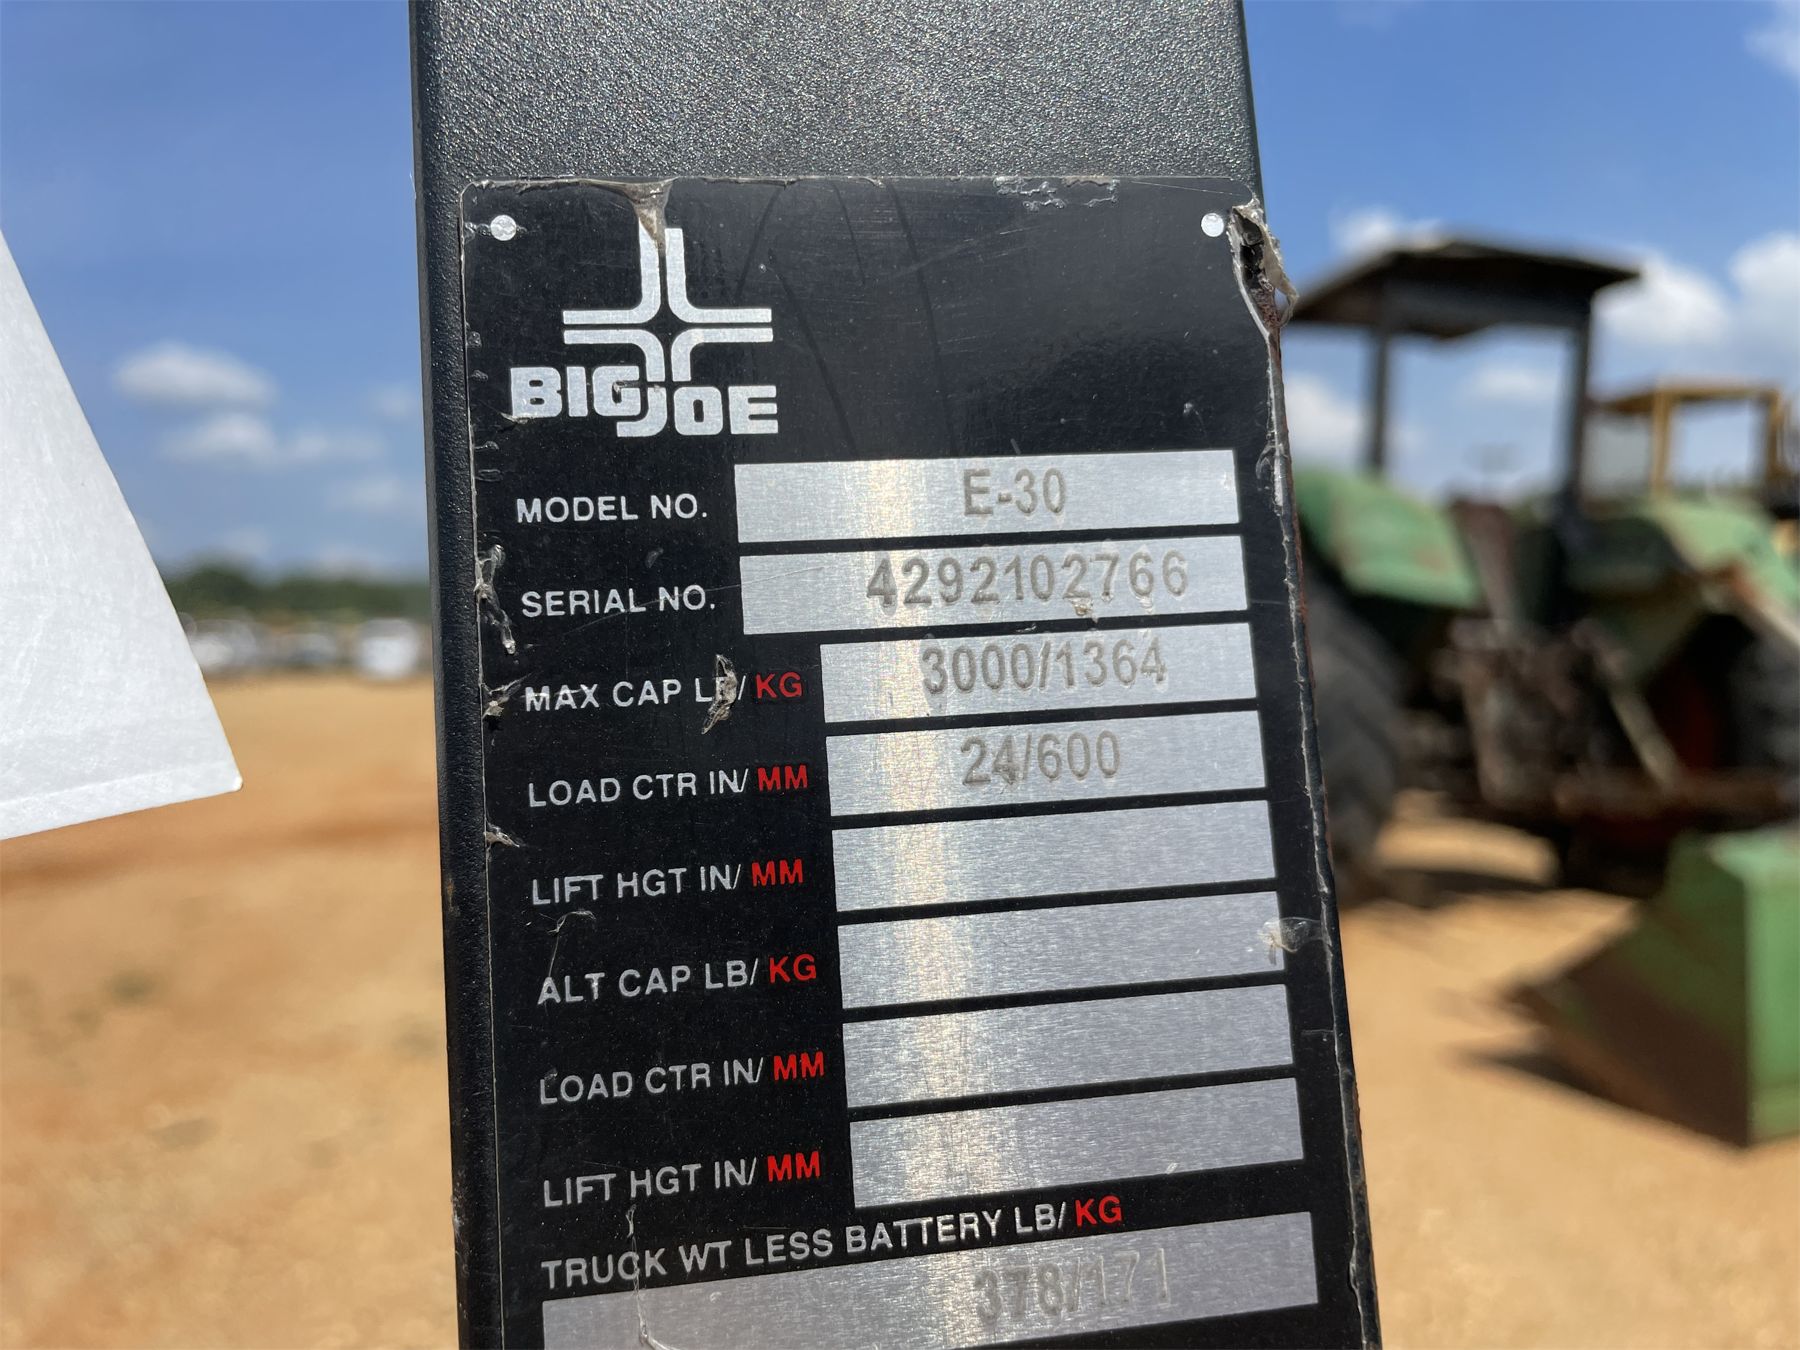 BIG JOE
MODEL NO. E-30
SERIAL NO. 4292102766
MAX CAP LB/KG 3000/1364
LOAD CTR IN/MM 24/600
LIFT HGT IN/MM
ALT CAP LB/KG
LOAD CTR IN/MM
LIFT HGT IN/MM
TRUCK WT LESS BATTERY LB/KG
378/171